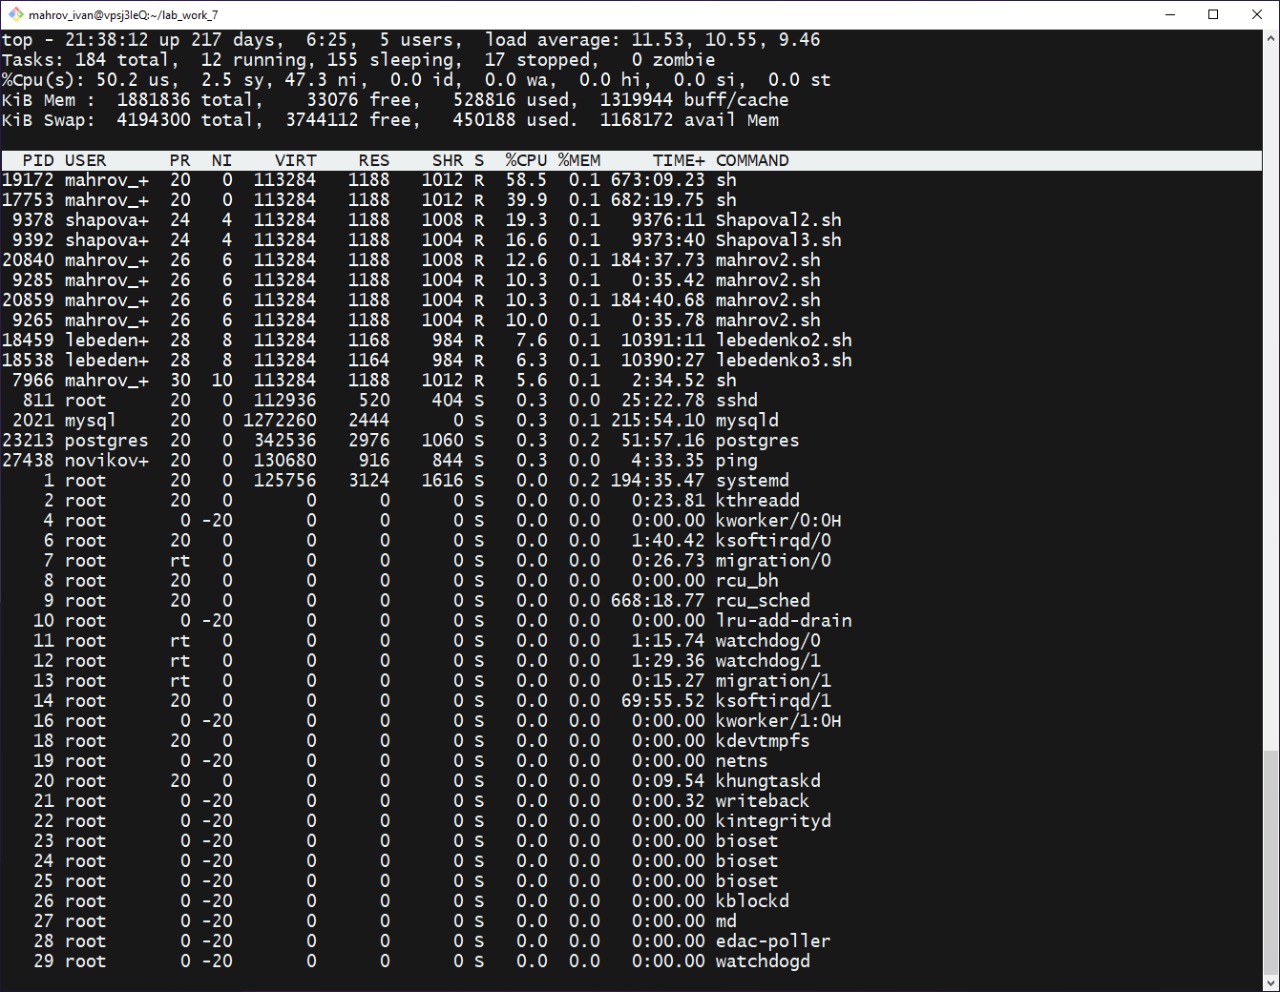 mahrov_ivan@vpsj3IeQ:~/lab_work_7
top - 21:38:12 up 217 days,  6:25,  5 users,  load average: 11.53, 10.55, 9.46
Tasks: 184 total,  12 running, 155 sleeping,  17 stopped,   0 zombie
%Cpu(s): 50.2 us,  2.5 sy, 47.3 ni,  0.0 id,  0.0 wa,  0.0 hi,  0.0 si,  0.0 st
KiB Mem :  1881836 total,    33076 free,   528816 used,  1319944 buff/cache
KiB Swap:  4194300 total,  3744112 free,   450188 used.  1168172 avail Mem
PID USER PR NI VIRT RES SHR S %CPU %MEM TIME+ COMMAND
19172 mahrov_+ 20 0 113284 1188 1012 R 58.5 0.1 673:09.23 sh
17753 mahrov_+ 20 0 113284 1188 1012 R 39.9 0.1 682:19.75 sh
9378 shapova+ 24 4 113284 1188 1008 R 19.3 0.1 9376:11 Shapoval2.sh
9392 shapova+ 24 4 113284 1188 1004 R 16.6 0.1 9373:40 Shapoval3.sh
20840 mahrov_+ 26 6 113284 1188 1008 R 12.6 0.1 184:37.73 mahrov2.sh
9285 mahrov_+ 26 6 113284 1188 1004 R 10.3 0.1 0:35.42 mahrov2.sh
20859 mahrov_+ 26 6 113284 1188 1004 R 10.3 0.1 184:40.68 mahrov2.sh
9265 mahrov_+ 26 6 113284 1188 1004 R 10.0 0.1 0:35.78 mahrov2.sh
18459 lebeden+ 28 8 113284 1168 984 R 7.6 0.1 10391:11 lebedenko2.sh
18538 lebeden+ 28 8 113284 1164 984 R 6.3 0.1 10390:27 lebedenko3.sh
7966 mahrov_+ 30 10 113284 1188 1012 R 5.6 0.1 2:34.52 sh
811 root 20 0 112936 520 404 S 0.3 0.0 25:22.78 sshd
2021 mysql 20 0 1272260 2444 0 S 0.3 0.1 215:54.10 mysqld
23213 postgres 20 0 342536 2976 1060 S 0.3 0.2 51:57.16 postgres
27438 novikov+ 20 0 130680 916 844 S 0.3 0.0 4:33.35 ping
1 root 20 0 125756 3124 1616 S 0.0 0.2 194:35.47 systemd
2 root 20 0 0 0 0 S 0.0 0.0 0:23.81 kthreadd
4 root 0 -20 0 0 0 S 0.0 0.0 0:00.00 kworker/0:0H
6 root 20 0 0 0 0 S 0.0 0.0 1:40.42 ksoftirqd/0
7 root rt 0 0 0 0 S 0.0 0.0 0:26.73 migration/0
8 root 20 0 0 0 0 S 0.0 0.0 0:00.00 rcu_bh
9 root 20 0 0 0 0 S 0.0 0.0 668:18.77 rcu_sched
10 root 0 -20 0 0 0 S 0.0 0.0 0:00.00 lru-add-drain
11 root rt 0 0 0 0 S 0.0 0.0 1:15.74 watchdog/0
12 root rt 0 0 0 0 S 0.0 0.0 1:29.36 watchdog/1
13 root rt 0 0 0 0 S 0.0 0.0 0:15.27 migration/1
14 root 20 0 0 0 0 S 0.0 0.0 69:55.52 ksoftirqd/1
16 root 0 -20 0 0 0 S 0.0 0.0 0:00.00 kworker/1:0H
18 root 20 0 0 0 0 S 0.0 0.0 0:00.00 kdevtmpfs
19 root 0 -20 0 0 0 S 0.0 0.0 0:00.00 netns
20 root 20 0 0 0 0 S 0.0 0.0 0:09.54 khungtaskd
21 root 0 -20 0 0 0 S 0.0 0.0 0:00.32 writeback
22 root 0 -20 0 0 0 S 0.0 0.0 0:00.00 kintegrityd
23 root 0 -20 0 0 0 S 0.0 0.0 0:00.00 bioset
24 root 0 -20 0 0 0 S 0.0 0.0 0:00.00 bioset
25 root 0 -20 0 0 0 S 0.0 0.0 0:00.00 bioset
26 root 0 -20 0 0 0 S 0.0 0.0 0:00.00 kblockd
27 root 0 -20 0 0 0 S 0.0 0.0 0:00.00 md
28 root 0 -20 0 0 0 S 0.0 0.0 0:00.00 edac-poller
29 root 0 -20 0 0 0 S 0.0 0.0 0:00.00 watchdogd